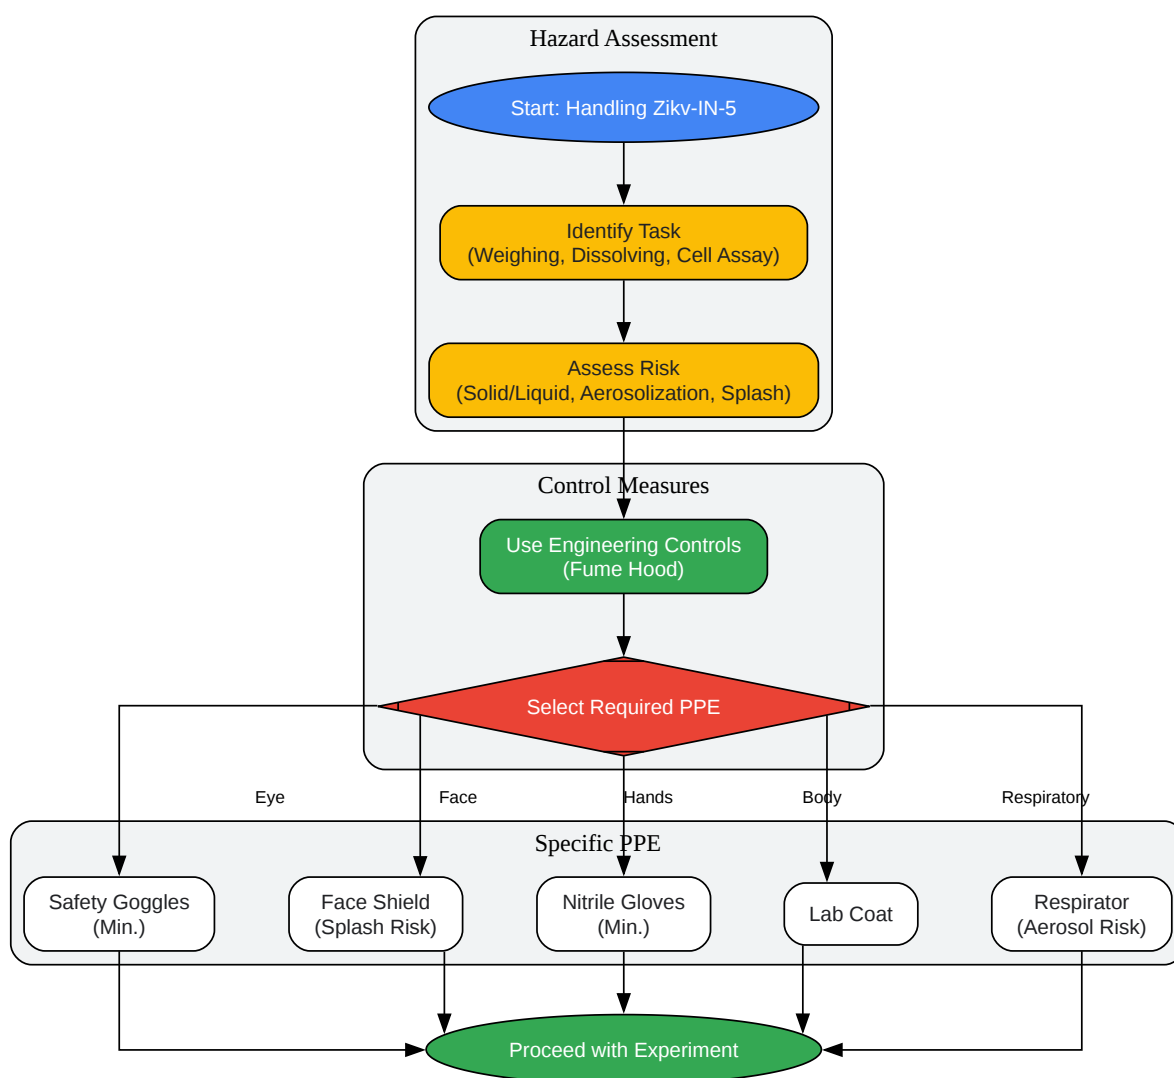 Hazard Assessment
Start: Handling Zikv-IN-5
Identify Task
(Weighing, Dissolving, Cell Assay)
Assess Risk
(Solid/Liquid, Aerosolization, Splash)
Control Measures
Use Engineering Controls
(Fume Hood)
Select Required PPE
Eye
Face
Hands
Body
Respiratory
Specific PPE
Safety Goggles
(Min.)
Face Shield
(Splash Risk)
Nitrile Gloves
(Min.)
Lab Coat
Respirator
(Aerosol Risk)
Proceed with Experiment